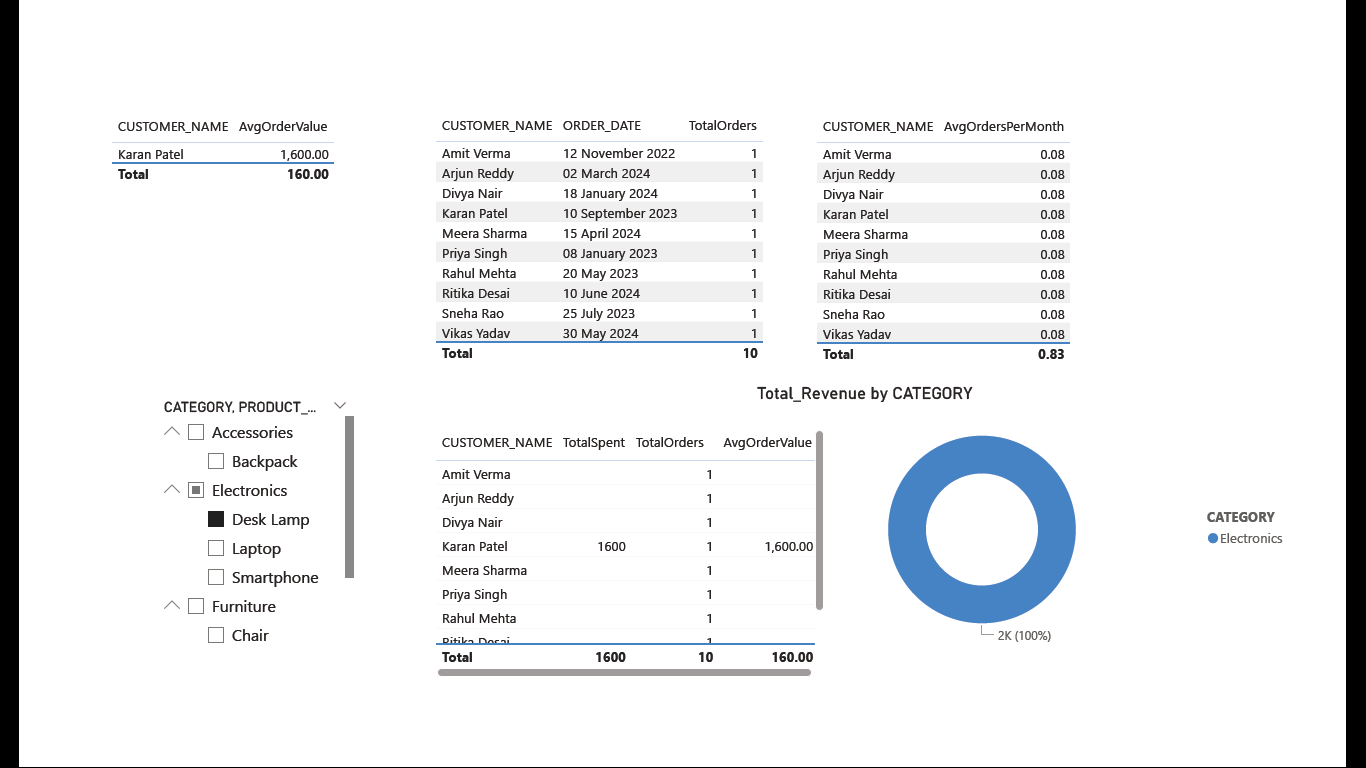 CUSTOMER_NAME AvgOrderValue
Karan Patel 1,600.00
Total 160.00
CUSTOMER_NAME ORDER_DATE TotalOrders
Amit Verma 12 November 2022 1
Arjun Reddy 02 March 2024 1
Divya Nair 18 January 2024 1
Karan Patel 10 September 2023 1
Meera Sharma 15 April 2024 1
Priya Singh 08 January 2023 1
Rahul Mehta 20 May 2023 1
Ritika Desai 10 June 2024 1
Sneha Rao 25 July 2023 1
Vikas Yadav 30 May 2024 1
Total 10
CUSTOMER_NAME AvgOrdersPerMonth
Amit Verma 0.08
Arjun Reddy 0.08
Divya Nair 0.08
Karan Patel 0.08
Meera Sharma 0.08
Priya Singh 0.08
Rahul Mehta 0.08
Ritika Desai 0.08
Sneha Rao 0.08
Vikas Yadav 0.08
Total 0.83
CATEGORY, PRODUCT_...
Accessories
Backpack
Electronics
Desk Lamp
Laptop
Smartphone
Furniture
Chair
CUSTOMER_NAME TotalSpent TotalOrders AvgOrderValue
Amit Verma 1
Arjun Reddy 1
Divya Nair 1
Karan Patel 1600 1 1,600.00
Meera Sharma 1
Priya Singh 1
Rahul Mehta 1
Ritika Desai 1
Total 1600 10 160.00
Total_Revenue by CATEGORY
2K (100%)
CATEGORY
Electronics